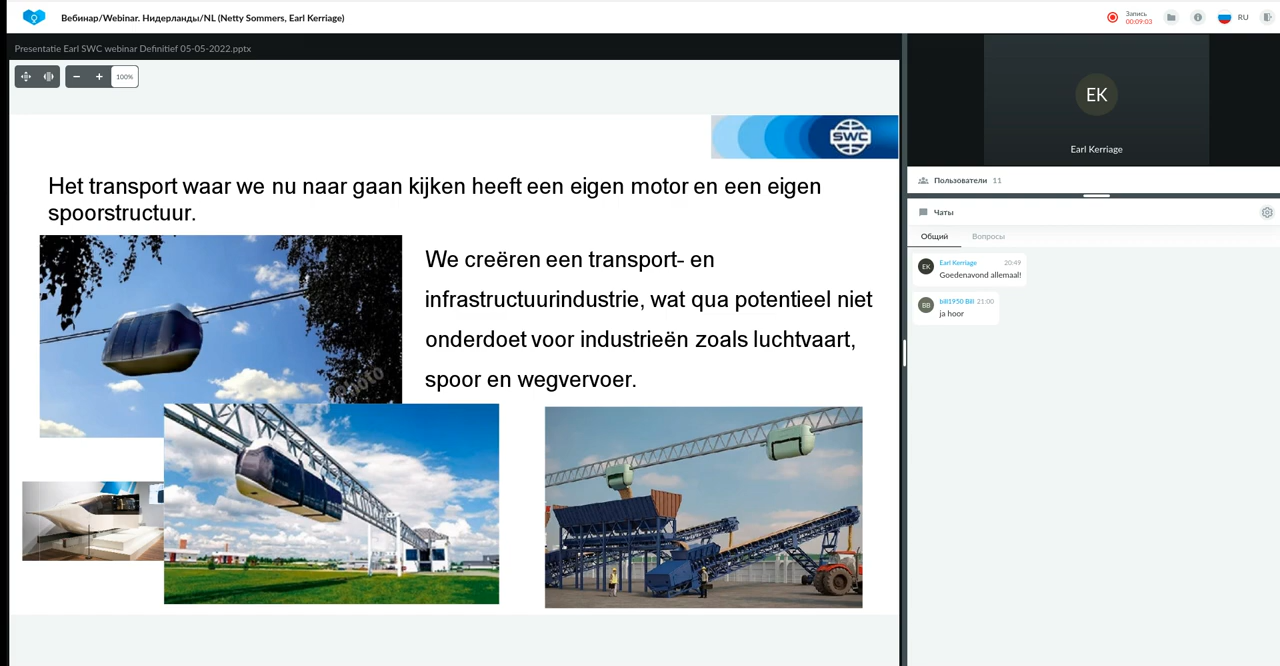 Вебинар/Webinar. Нидерланды/NL (Netty Sommers, Earl Kerriage)
Запись
00:09:03
RU
Presentatie Earl SWC webinar Definitief 05-05-2022.pptx
100%
SWC
Het transport waar we nu naar gaan kijken heeft een eigen motor en een eigen
spoorstructuur.
We creëren een transport- en
infrastructuurindustrie, wat qua potentieel niet
onderdoet voor industrieën zoals luchtvaart,
spoor en wegvervoer.
Photo
EK
Earl Kerriage
Пользователи 11
Чаты
Общий Вопросы
EK Earl Kerriage 20:49
Goedenavond allemaal!
BB bill1950 Bill 21:00
ja hoor